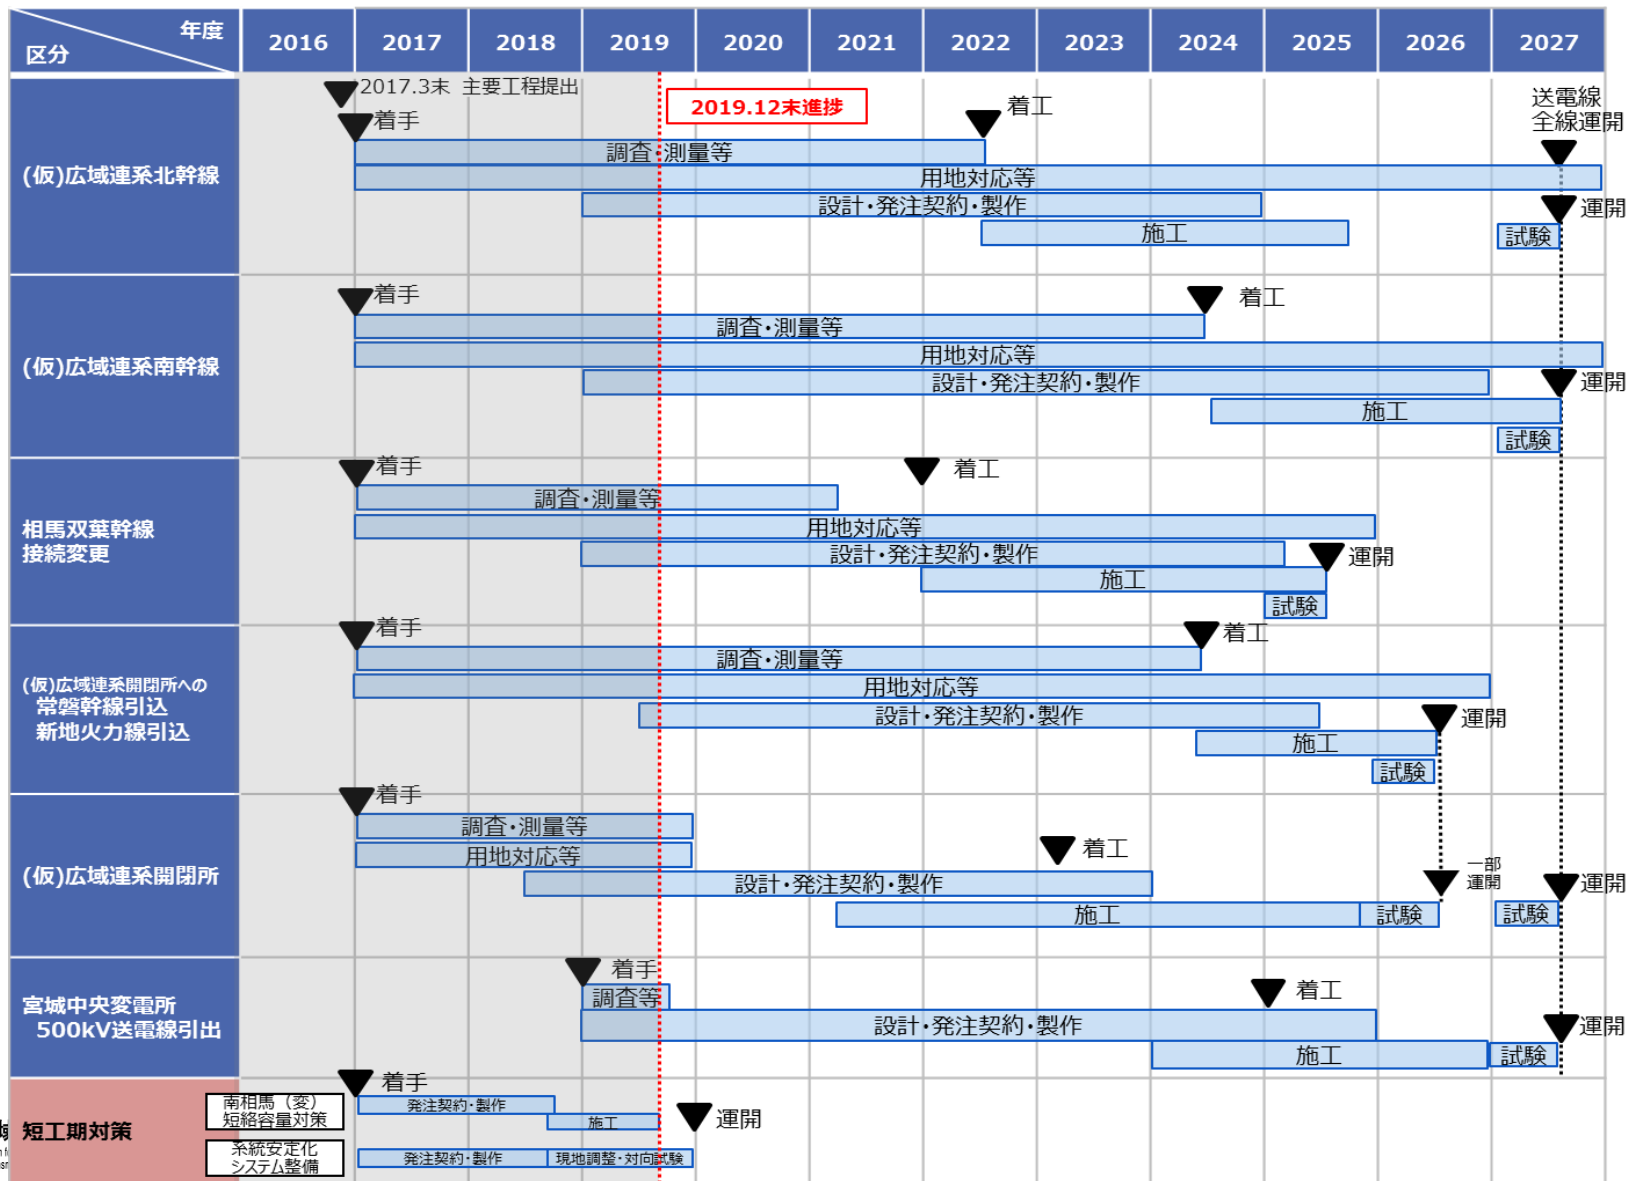 年度
区分
2016 2017 2018 2019 2020 2021 2022 2023 2024 2025 2026 2027
2017.3末 主要工程提出
2019.12末進捗
(仮)広域連系北幹線
着手
着工
送電線
全線運開
調査・測量等
用地対応等
設計・発注契約・製作
運開
施工
試験
(仮)広域連系南幹線
着手
着工
調査・測量等
用地対応等
設計・発注契約・製作
運開
施工
試験
相馬双葉幹線
接続変更
着手
着工
調査・測量等
用地対応等
設計・発注契約・製作
運開
施工
試験
(仮)広域連系開閉所への
常磐幹線引込
新地火力線引込
着手
着工
調査・測量等
用地対応等
設計・発注契約・製作
運開
施工
試験
(仮)広域連系開閉所
着手
調査・測量等
着工
用地対応等
設計・発注契約・製作
一部
運開
運開
施工
試験
試験
宮城中央変電所
500kV送電線引出
着手
調査等
着工
設計・発注契約・製作
運開
施工
試験
短工期対策
着手
南相馬（変）
短絡容量対策
発注契約・製作
施工
運開
系統安定化
システム整備
発注契約・製作
現地調整・対向試験